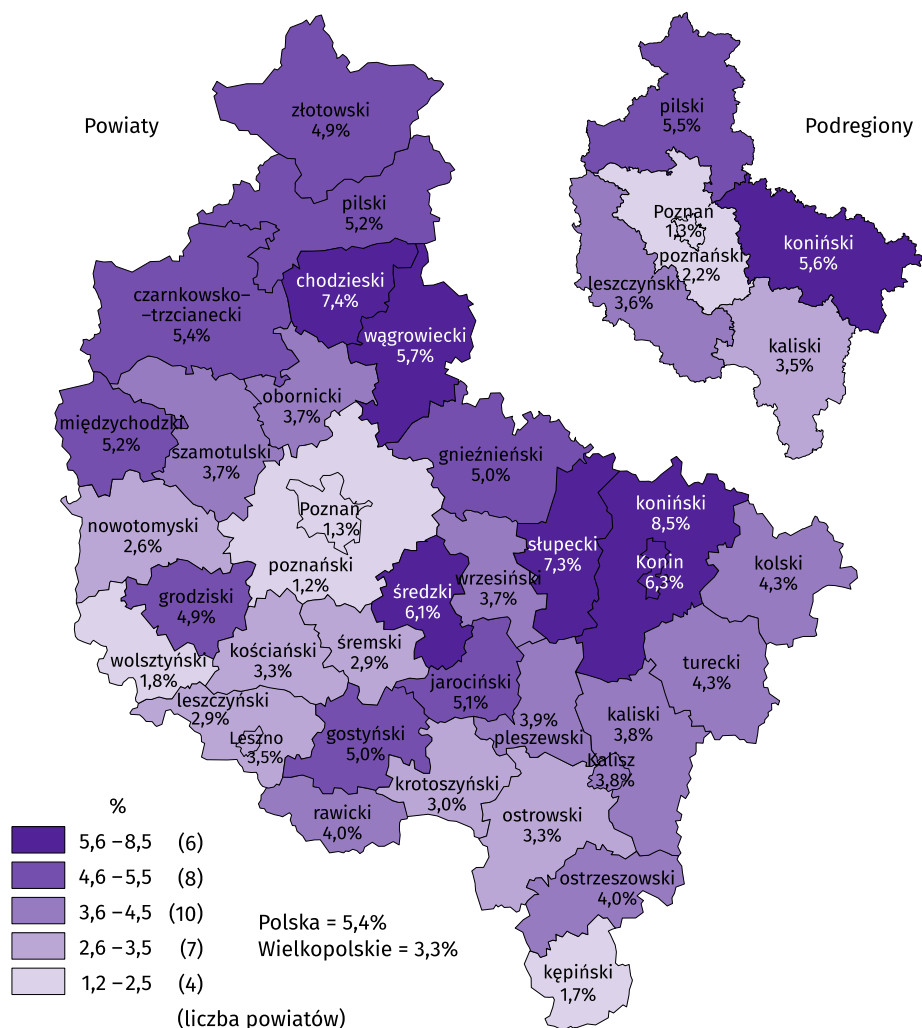 Powiaty
złotowski
4,9%
pilski
5,2%
chodzieski
7,4%
czarnkowsko–
–trzcianecki
5,4%
wągrowiecki
5,7%
obornicki
3,7%
międzychodzki
5,2%
szamotulski
3,7%
gnieźnieński
5,0%
nowotomyski
2,6%
Poznań
1,3%
poznański
1,2%
koniński
8,5%
słupecki
7,3%
Konin
6,3%
kolski
4,3%
grodziski
4,9%
średzki
6,1%
wrzesiński
3,7%
wolsztyński
1,8%
kościański
3,3%
śremski
2,9%
turecki
4,3%
leszczyński
2,9%
Leszno
3,5%
jarociński
5,1%
gostyński
5,0%
3,9%
pleszewski
kaliski
3,8%
Kalisz
3,8%
krotoszyński
3,0%
rawicki
4,0%
ostrowski
3,3%
ostrzeszowski
4,0%
kępiński
1,7%
Podregiony
pilski
5,5%
Poznań
1,3%
poznański
2,2%
koniński
5,6%
leszczyński
3,6%
kaliski
3,5%
%
5,6 – 8,5 (6)
4,6 – 5,5 (8)
3,6 – 4,5 (10)
2,6 – 3,5 (7)
1,2 – 2,5 (4)
(liczba powiatów)
Polska = 5,4%
Wielkopolskie = 3,3%